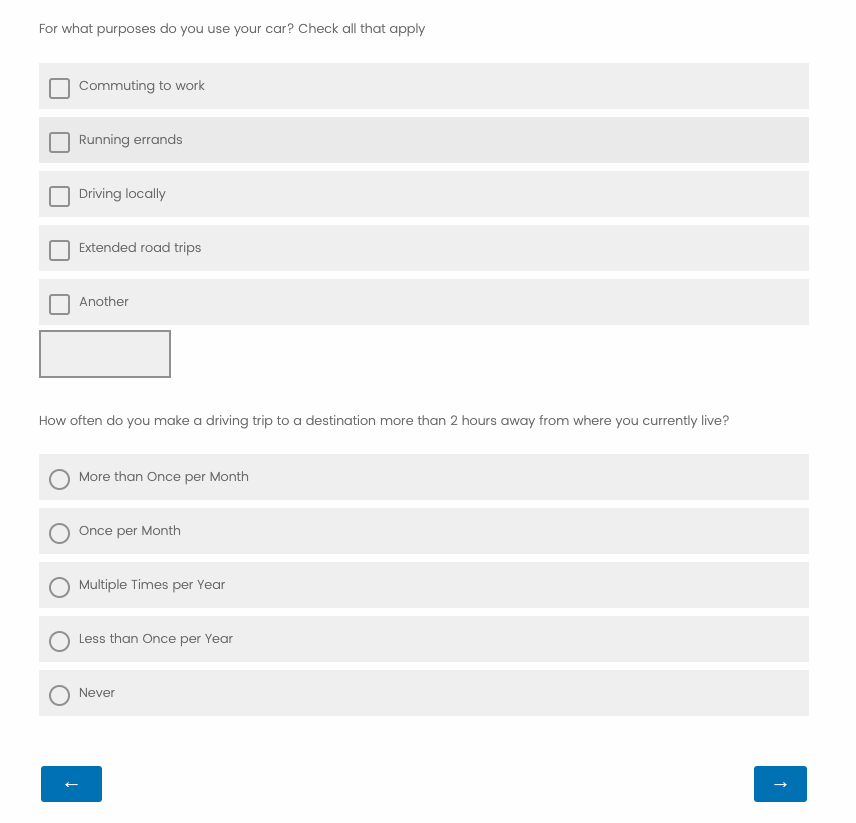 For what purposes do you use your car? Check all that apply
Commuting to work
Running errands
Driving locally
Extended road trips
Another
How often do you make a driving trip to a destination more than 2 hours away from where you currently live?
More than Once per Month
Once per Month
Multiple Times per Year
Less than Once per Year
Never
← →